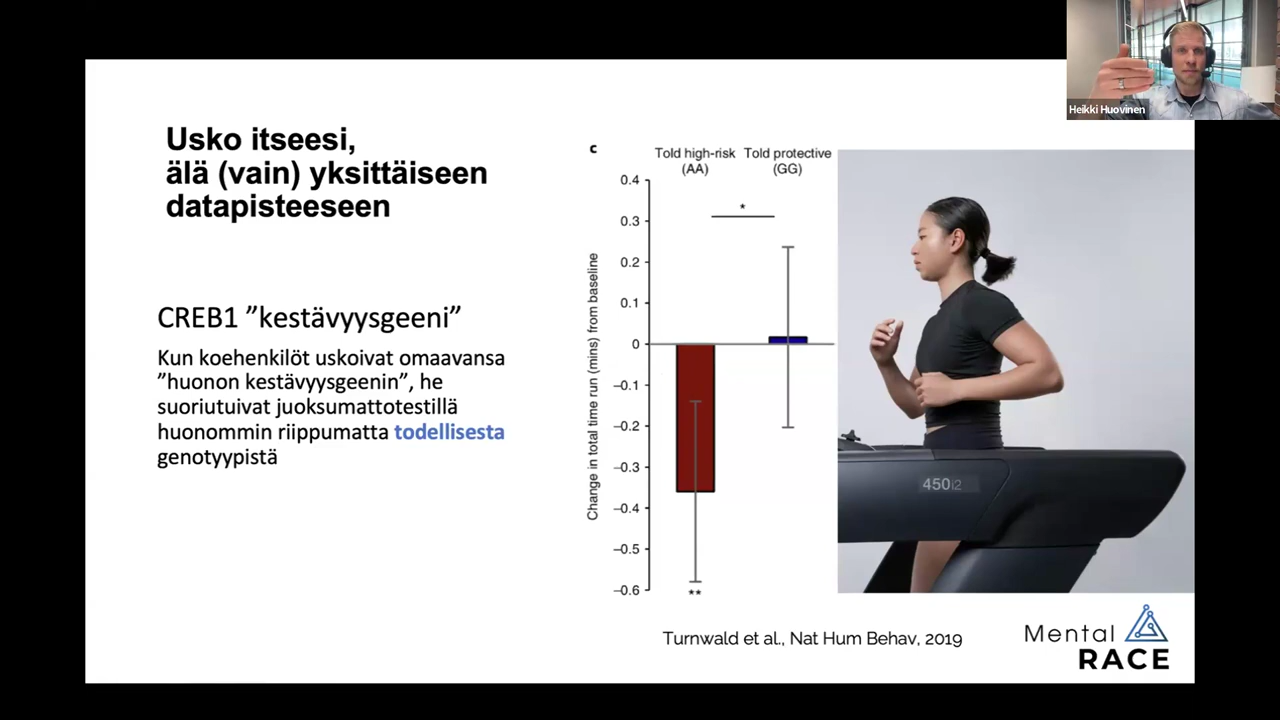 Heikki Huovinen
Usko itseesi,
älä (vain) yksittäiseen
datapisteeseen
CREB1 ”kestävyysgeeni”
Kun koehenkilöt uskoivat omaavansa
”huonon kestävyysgeenin”, he
suoriutuivat juoksumattotestillä
huonommin riippumatta todellisesta
genotyypistä
c
Told high-risk
(AA)
Told protective
(GG)
*
0.4
0.3
0.2
0.1
0
–0.1
–0.2
–0.3
–0.4
–0.5
–0.6
Change in total time run (mins) from baseline
**
450i2
Turnwald et al., Nat Hum Behav, 2019
Mental
RACE